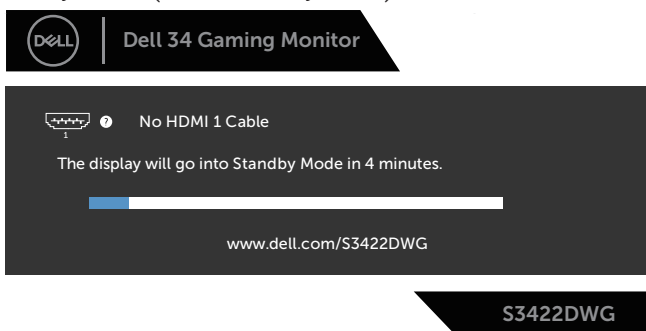 DELL
Dell 34 Gaming Monitor
? No HDMI 1 Cable
1
The display will go into Standby Mode in 4 minutes.
www.dell.com/S3422DWG
S3422DWG